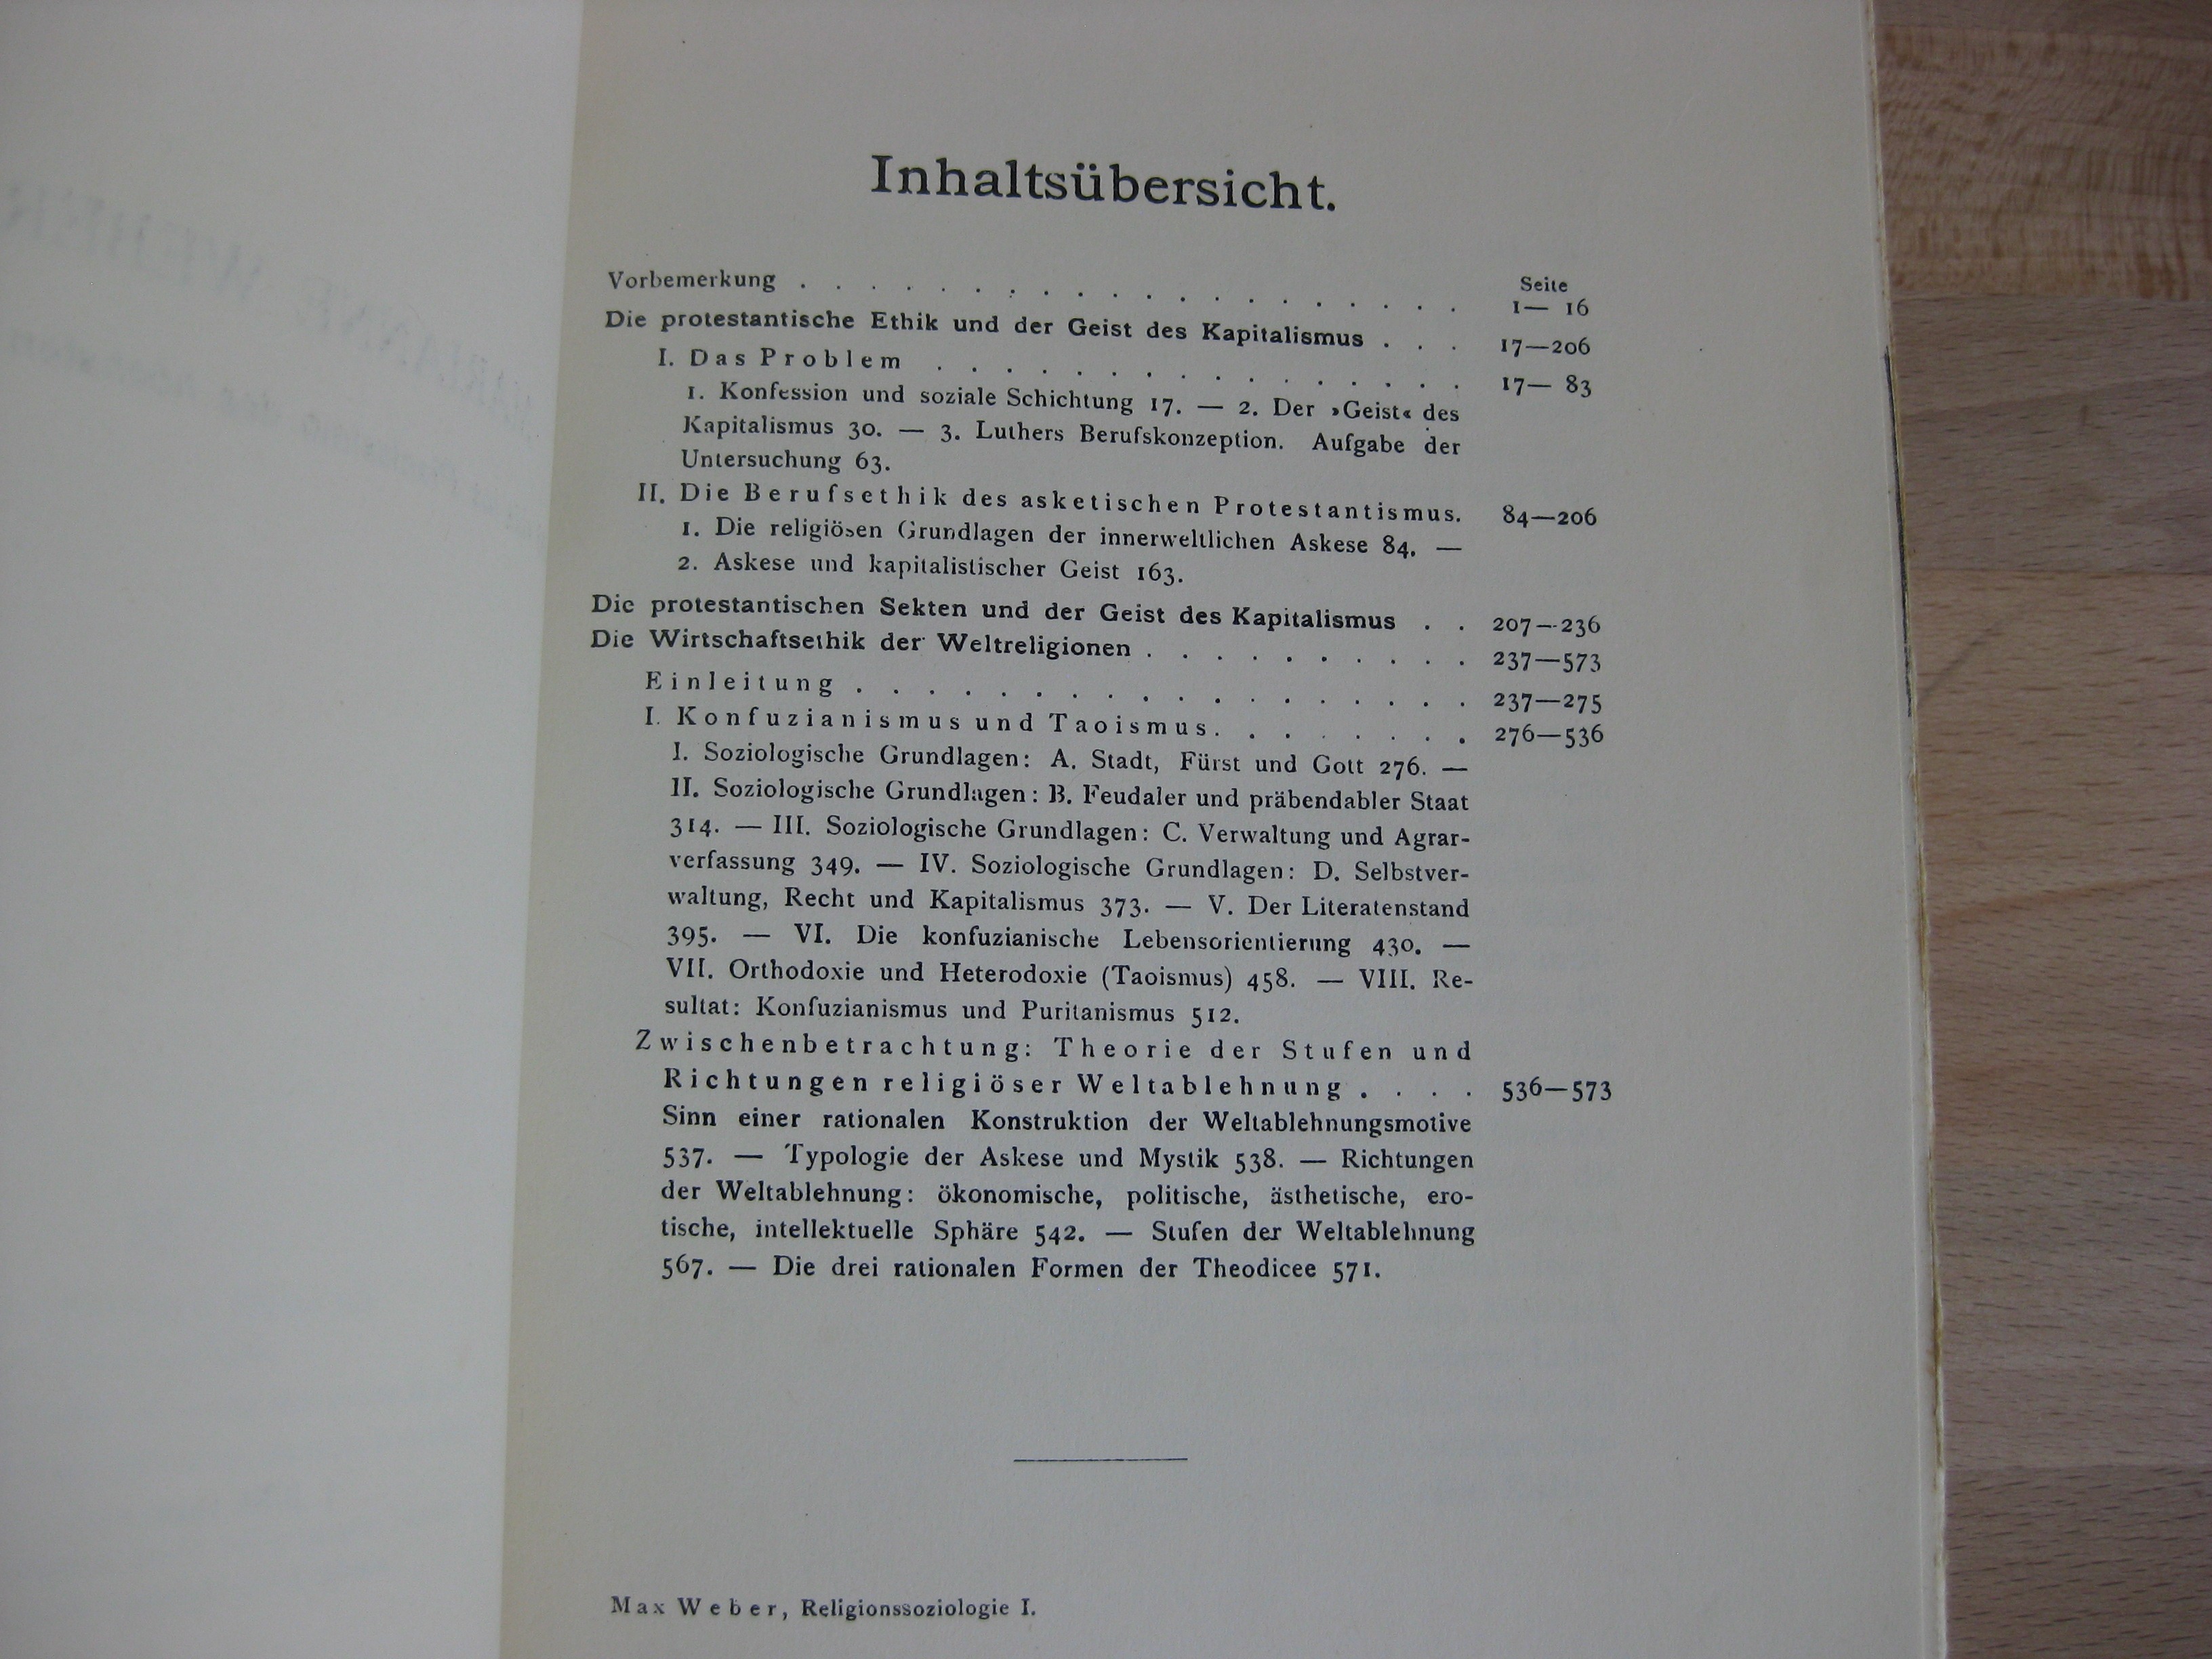 Inhaltsübersicht.
Seite
Vorbemerkung . . . . . . . . . . . . . . . . . . . . 1— 16
Die protestantische Ethik und der Geist des Kapitalismus . . . 17—206
I. Das Problem . . . . . . . . . . . . . . . . 17— 83
1. Konfession und soziale Schichtung 17. — 2. Der »Geist« des
Kapitalismus 30. — 3. Luthers Berufskonzeption. Aufgabe der
Untersuchung 63.
II. Die Berufsethik des asketischen Protestantismus. 84—206
1. Die religiösen Grundlagen der innerweltlichen Askese 84. —
2. Askese und kapitalistischer Geist 163.
Die protestantischen Sekten und der Geist des Kapitalismus . . 207—236
Die Wirtschaftsethik der Weltreligionen . . . . . . . . . . 237—573
Einleitung . . . . . . . . . . . . . . . . . . 237—275
I. Konfuzianismus und Taoismus. . . . . . . . 276—536
I. Soziologische Grundlagen: A. Stadt, Fürst und Gott 276. —
II. Soziologische Grundlagen: B. Feudaler und präbendabler Staat
314. — III. Soziologische Grundlagen: C. Verwaltung und Agrar-
verfassung 349. — IV. Soziologische Grundlagen: D. Selbstver-
waltung, Recht und Kapitalismus 373. — V. Der Literatenstand
395. — VI. Die konfuzianische Lebensorientierung 430. —
VII. Orthodoxie und Heterodoxie (Taoismus) 458. — VIII. Re-
sultat: Konfuzianismus und Puritanismus 512.
Zwischenbetrachtung: Theorie der Stufen und
Richtungen religiöser Weltablehnung . . . . 536—573
Sinn einer rationalen Konstruktion der Weltablehnungsmotive
537. — Typologie der Askese und Mystik 538. — Richtungen
der Weltablehnung: ökonomische, politische, ästhetische, ero-
tische, intellektuelle Sphäre 542. — Stufen der Weltablehnung
567. — Die drei rationalen Formen der Theodicee 571.
Max Weber, Religionssoziologie I.